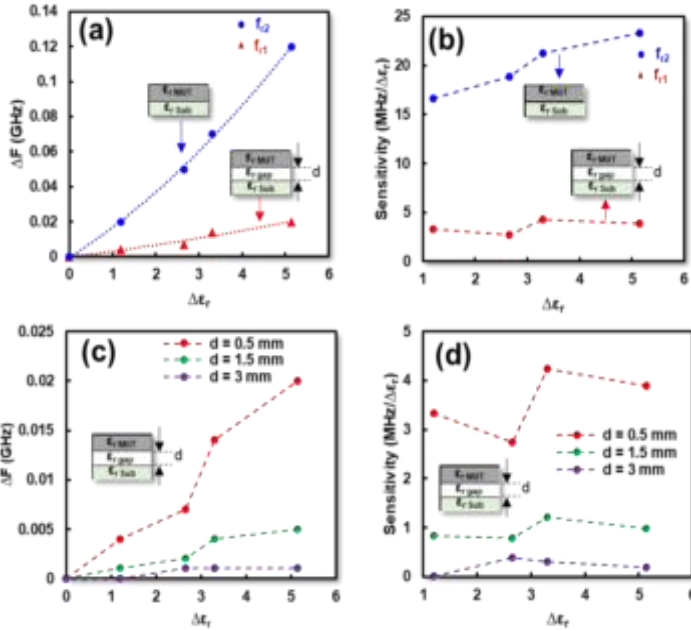 (a)
f_r2
f_r1
0.14
0.12
0.1
0.08
0.06
0.04
0.02
0
ΔF (GHz)
ε_r MUT
ε_r Sub
ε_r MUT
ε_r gap
ε_r Sub
d
0 1 2 3 4 5 6
Δε_r
(b)
f_r2
f_r1
25
20
15
10
5
0
Sensitivity (MHz/Δε_r)
ε_r MUT
ε_r Sub
ε_r MUT
ε_r gap
ε_r Sub
d
1 2 3 4 5 6
Δε_r
(c)
d = 0.5 mm
d = 1.5 mm
d = 3 mm
0.025
0.02
0.015
0.01
0.005
0
ΔF (GHz)
ε_r MUT
ε_r gap
ε_r Sub
d
0 1 2 3 4 5 6
Δε_r
(d)
d = 0.5 mm
d = 1.5 mm
d = 3 mm
5
4
3
2
1
0
Sensitivity (MHz/Δε_r)
ε_r MUT
ε_r gap
ε_r Sub
d
1 2 3 4 5 6
Δε_r